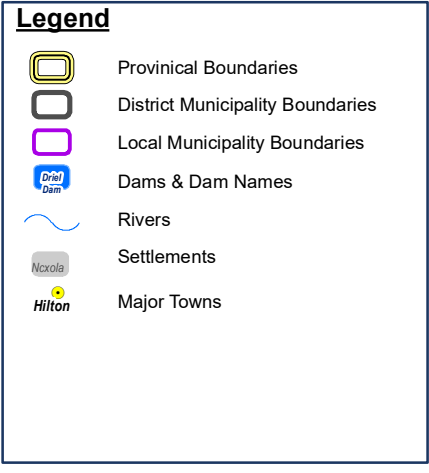 Legend
Provinical Boundaries
District Municipality Boundaries
Local Municipality Boundaries
Driel
Dam
Dams & Dam Names
Rivers
Ncxola
Settlements
Hilton
Major Towns